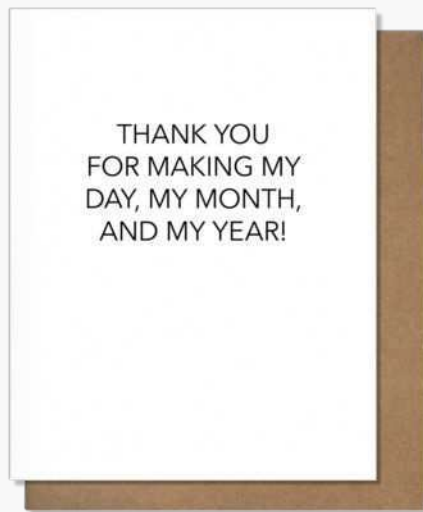 THANK YOU
FOR MAKING MY
DAY, MY MONTH,
AND MY YEAR!